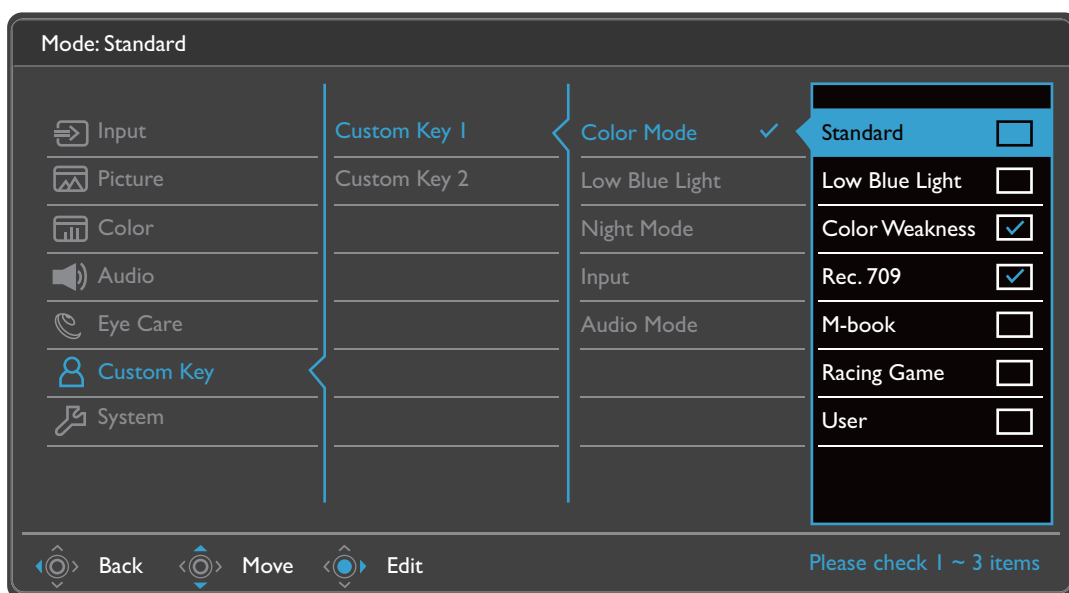 Mode: Standard
Input
Custom Key 1
Color Mode
Standard
Picture
Custom Key 2
Low Blue Light
Low Blue Light
Color
Night Mode
Color Weakness
Audio
Input
Rec. 709
Eye Care
Audio Mode
M-book
Custom Key
Racing Game
System
User
Back
Move
Edit
Please check 1 ~ 3 items